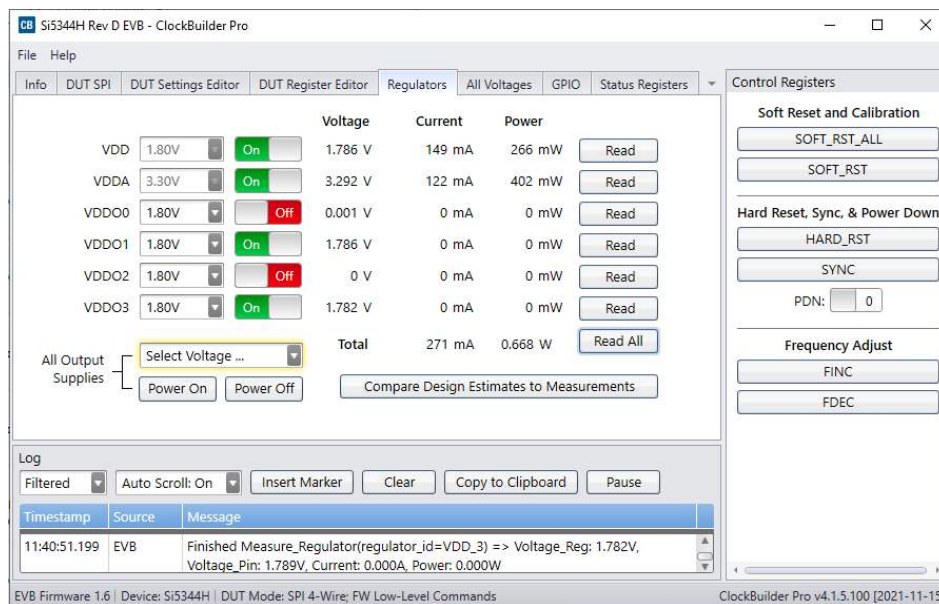 CB Si5344H Rev D EVB - ClockBuilder Pro
File Help
Info DUT SPI DUT Settings Editor DUT Register Editor Regulators All Voltages GPIO Status Registers
Voltage Current Power
VDD 1.80V On 1.786 V 149 mA 266 mW Read
VDDA 3.30V On 3.292 V 122 mA 402 mW Read
VDDO0 1.80V Off 0.001 V 0 mA 0 mW Read
VDDO1 1.80V On 1.786 V 0 mA 0 mW Read
VDDO2 1.80V Off 0 V 0 mA 0 mW Read
VDDO3 1.80V On 1.782 V 0 mA 0 mW Read
Total 271 mA 0.668 W Read All
All Output Supplies
Select Voltage ...
Power On Power Off
Compare Design Estimates to Measurements
Control Registers
Soft Reset and Calibration
SOFT_RST_ALL
SOFT_RST
Hard Reset, Sync, & Power Down
HARD_RST
SYNC
PDN: 0
Frequency Adjust
FINC
FDEC
Log
Filtered Auto Scroll: On Insert Marker Clear Copy to Clipboard Pause
Timestamp Source Message
11:40:51.199 EVB Finished Measure_Regulator(regulator_id=VDD_3) => Voltage_Reg: 1.782V,
Voltage_Pin: 1.789V, Current: 0.000A, Power: 0.000W
EVB Firmware 1.6 Device: Si5344H DUT Mode: SPI 4-Wire; FW Low-Level Commands ClockBuilder Pro v4.1.5.100 [2021-11-15